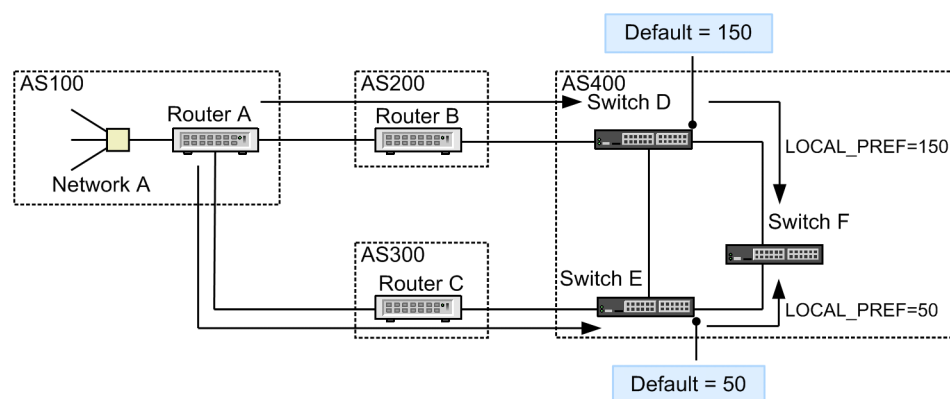 Default = 150
AS100
AS200
AS400
Switch D
Router A
Router B
LOCAL_PREF=150
Network A
Switch F
AS300
Router C
Switch E
LOCAL_PREF=50
Default = 50